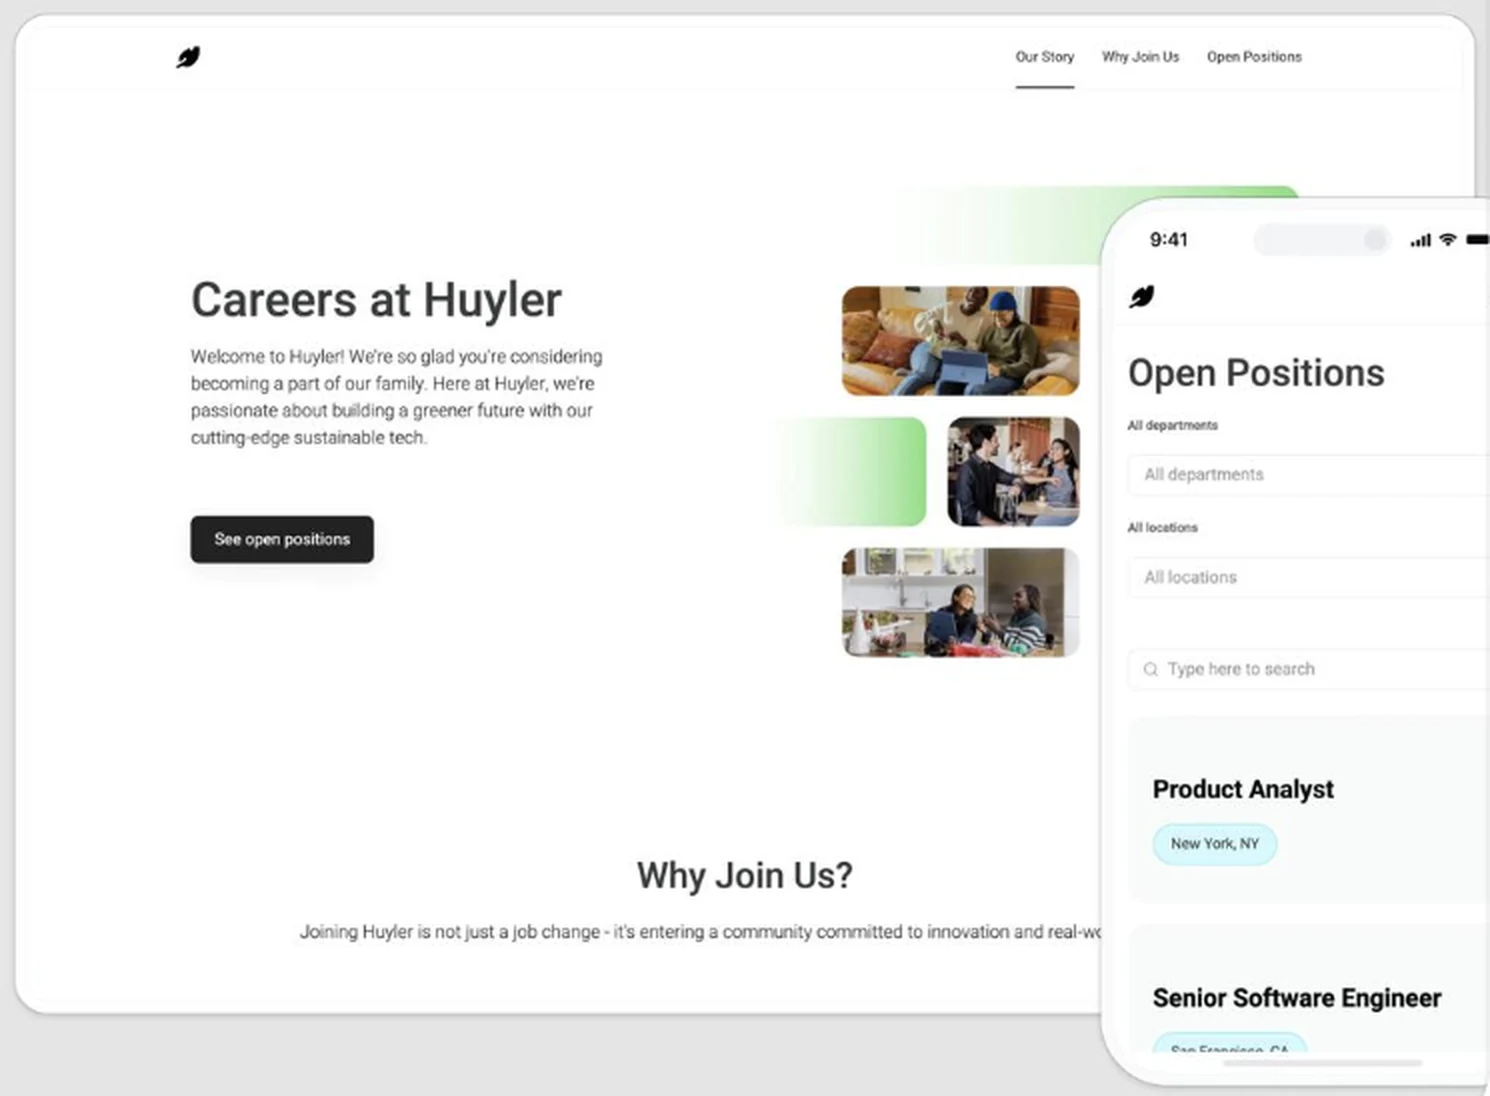 Our Story Why Join Us Open Positions
Careers at Huyler
Welcome to Huyler! We're so glad you're considering
becoming a part of our family. Here at Huyler, we're
passionate about building a greener future with our
cutting-edge sustainable tech.
See open positions
Why Join Us?
Joining Huyler is not just a job change - it's entering a community committed to innovation and
9:41
Open Positions
All departments
All departments
All locations
All locations
Type here to search
Product Analyst
New York, NY
Senior Software Engineer
San Francisco, CA